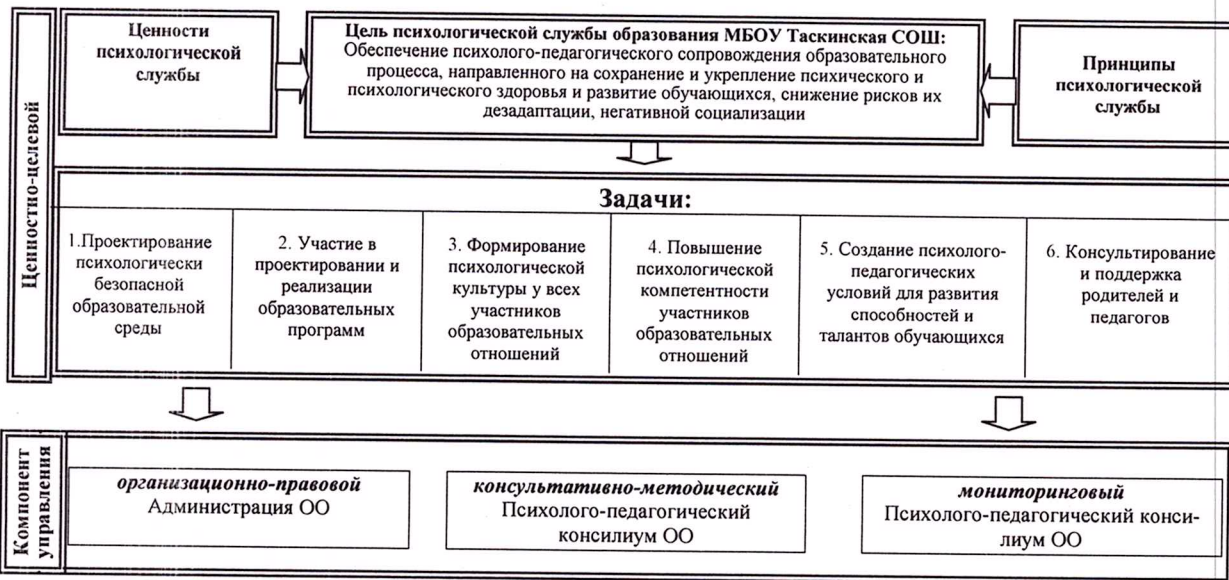 Ценностно-целевой
Ценности
психологической
службы
Цель психологической службы образования МБОУ Таскинская СОШ:
Обеспечение психолого-педагогического сопровождения образовательного
процесса, направленного на сохранение и укрепление психического и
психологического здоровья и развитие обучающихся, снижение рисков их
дезадаптации, негативной социализации
Принципы
психологической
службы
Задачи:
1.Проектирование
психологически
безопасной
образовательной
среды
2. Участие в
проектировании и
реализации
образовательных
программ
3. Формирование
психологической
культуры у всех
участников
образовательных
отношений
4. Повышение
психологической
компетентности
участников
образовательных
отношений
5. Создание психолого-
педагогических
условий для развития
способностей и
талантов обучающихся
6. Консультирование
и поддержка
родителей и
педагогов
Компонент
управления
организационно-правовой
Администрация ОО
консультативно-методический
Психолого-педагогический
консилиум ОО
мониторинговый
Психолого-педагогический конси-
лиум ОО